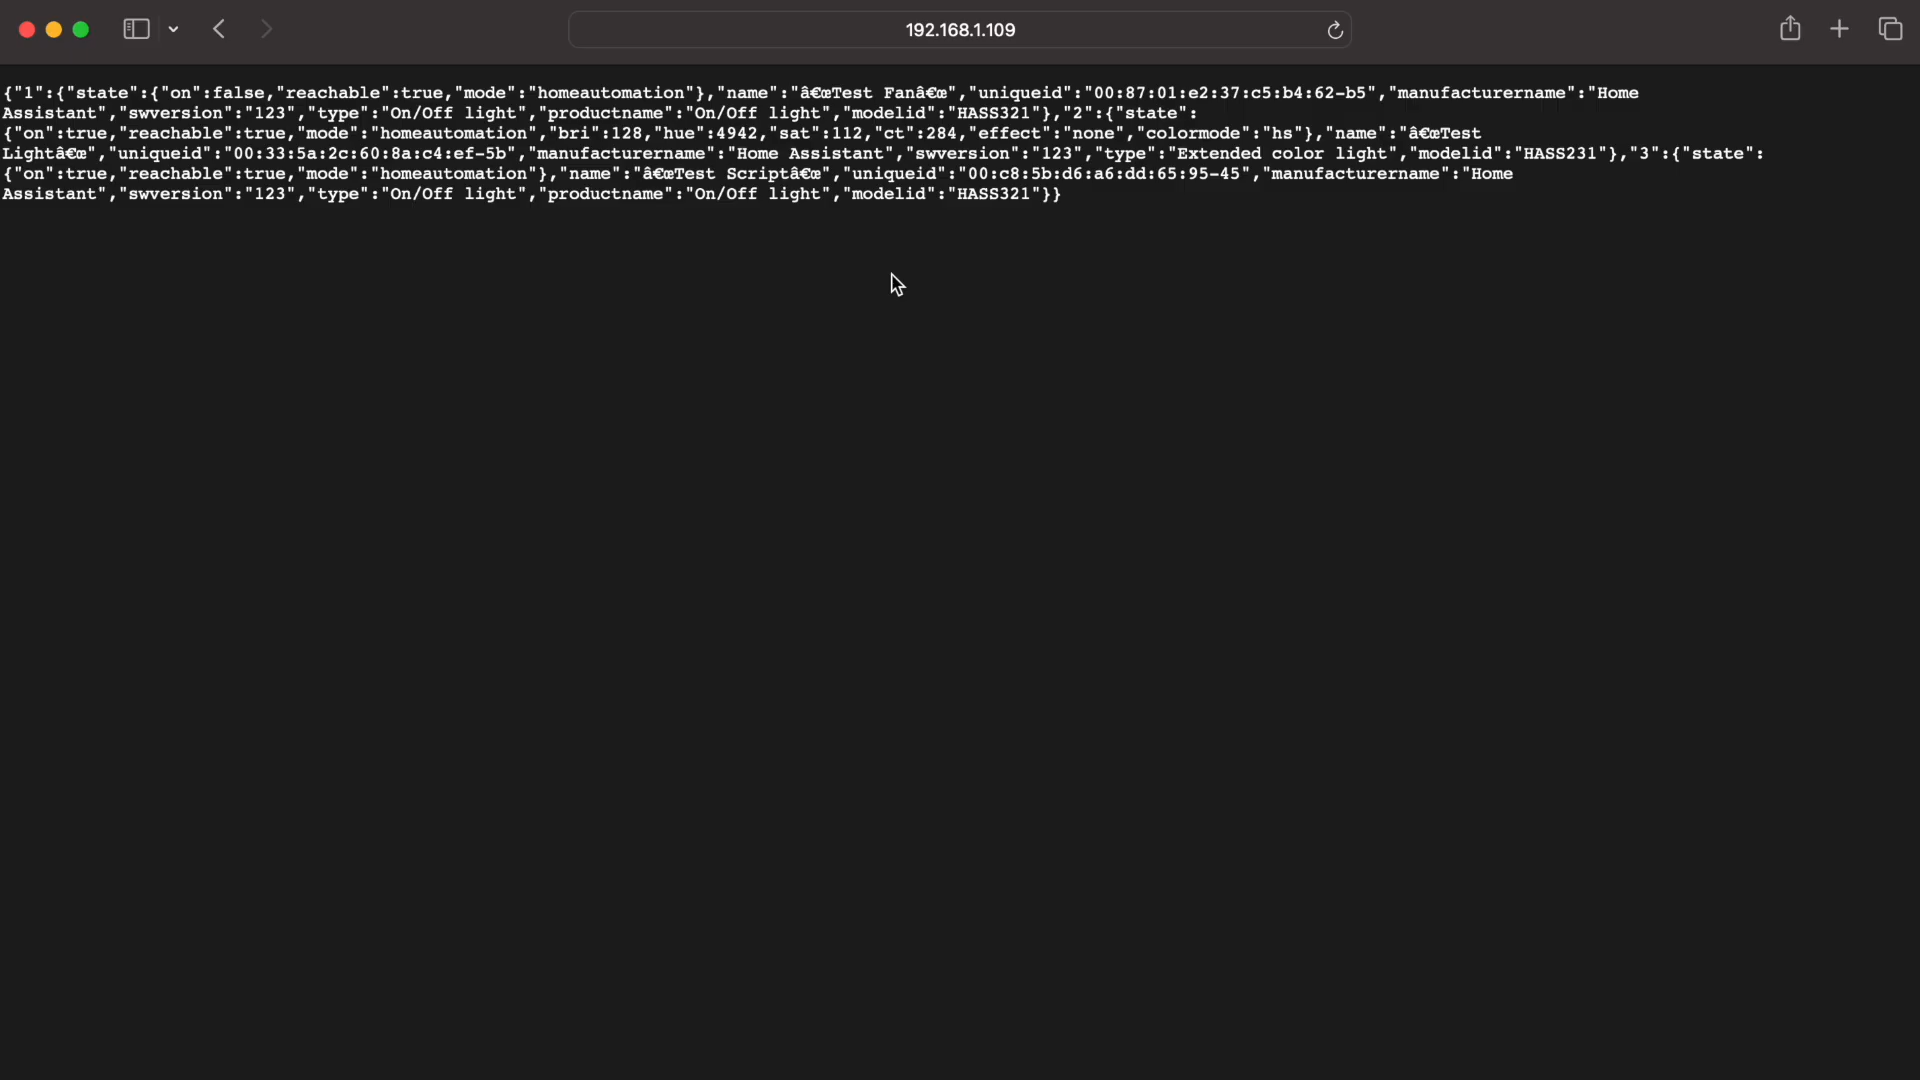 192.168.1.109
{"1":{"state":{"on":false,"reachable":true,"mode":"homeautomation"},"name":"â€œTest Fanâ€œ","uniqueid":"00:87:01:e2:37:c5:b4:62-b5","manufacturername":"Home
Assistant","swversion":"123","type":"On/Off light","productname":"On/Off light","modelid":"HASS321"},"2":{"state":
{"on":true,"reachable":true,"mode":"homeautomation","bri":128,"hue":4942,"sat":112,"ct":284,"effect":"none","colormode":"hs"},"name":"â€œTest
Lightâ€œ","uniqueid":"00:33:5a:2c:60:8a:c4:ef-5b","manufacturername":"Home Assistant","swversion":"123","type":"Extended color light","modelid":"HASS231"},"3":{"state":
{"on":true,"reachable":true,"mode":"homeautomation"},"name":"â€œTest Scriptâ€œ","uniqueid":"00:c8:5b:d6:a6:dd:65:95-45","manufacturername":"Home
Assistant","swversion":"123","type":"On/Off light","productname":"On/Off light","modelid":"HASS321"}}